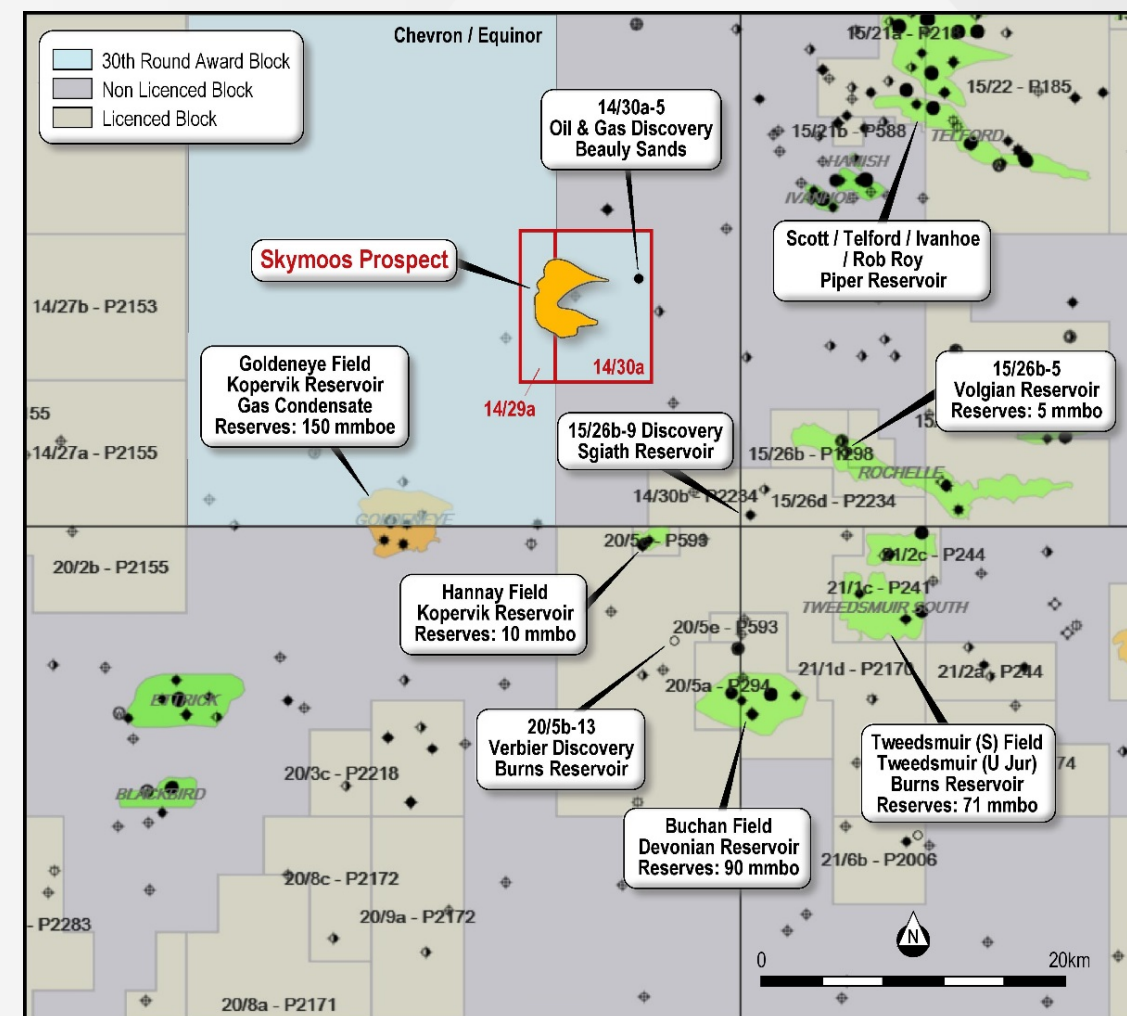 Chevron / Equinor
30th Round Award Block
Non Licenced Block
Licenced Block
15/22 - P185
14/30a-5
Oil & Gas Discovery
Beauly Sands
15/21b - P588
TELFORD
HAMISH
IVANHOE
Scott / Telford / Ivanhoe
/ Rob Roy
Piper Reservoir
Skymoos Prospect
14/27b - P2153
14/30a
14/29a
Goldeneye Field
Kopervik Reservoir
Gas Condensate
Reserves: 150 mmboe
15/26b-5
Volgian Reservoir
Reserves: 5 mmbo
55
14/27a - P2155
15/26b-9 Discovery
Sgiath Reservoir
15/26b - P1298
ROCHELLE
14/30b - P2234
15/26d - P2234
GOLDENEYE
20/2b - P2155
21/2c - P244
Hannay Field
Kopervik Reservoir
Reserves: 10 mmbo
21/1c - P241
TWEEDSMUIR SOUTH
20/5e - P593
21/1d - P2170
21/2a - P244
20/5a - P294
ETTRICK
20/5b-13
Verbier Discovery
Burns Reservoir
Tweedsmuir (S) Field
Tweedsmuir (U Jur)
Burns Reservoir
Reserves: 71 mmbo
74
20/3c - P2218
BLACKBIRD
Buchan Field
Devonian Reservoir
Reserves: 90 mmbo
21/6b - P2006
20/8c - P2172
20/9a - P2172
- P2283
N
0
20km
20/8a - P2171